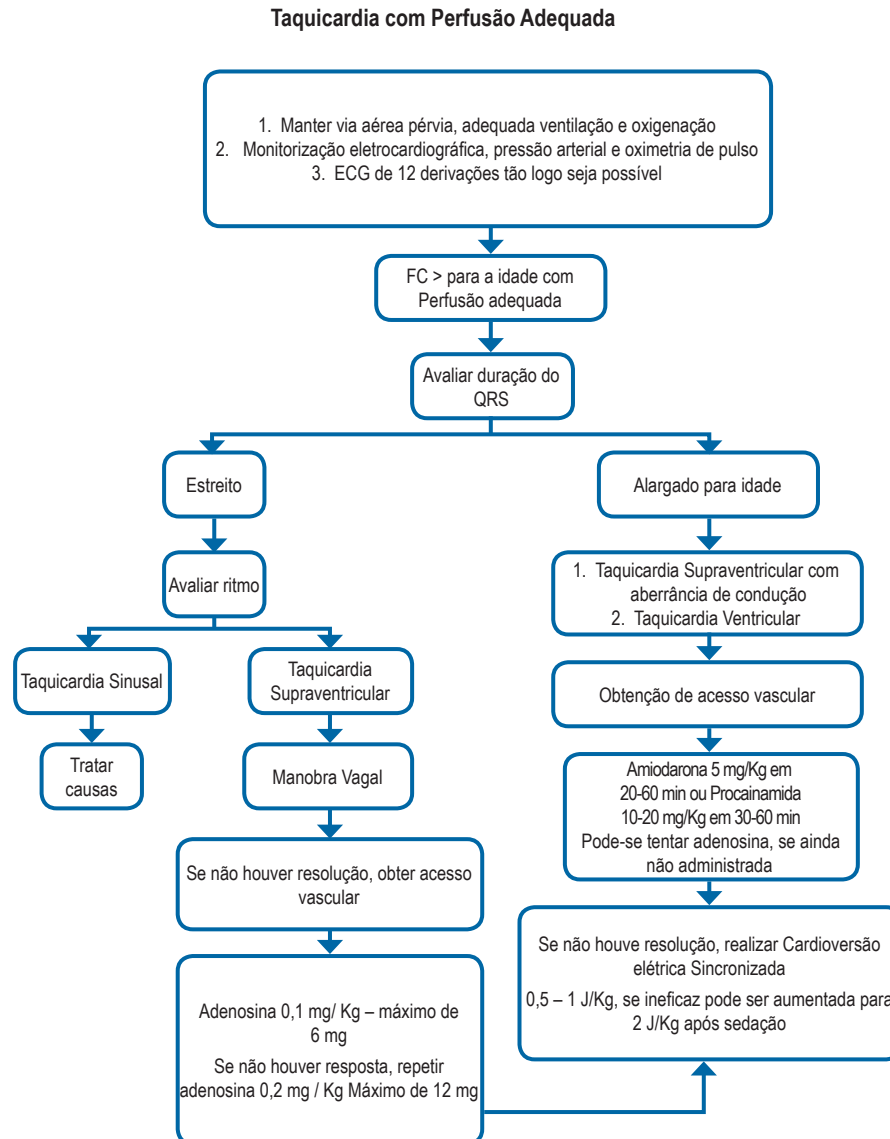 Taquicardia com Perfusão Adequada
1. Manter via aérea pérvia, adequada ventilação e oxigenação
2. Monitorização eletrocardiográfica, pressão arterial e oximetria de pulso
3. ECG de 12 derivações tão logo seja possível
FC > para a idade com
Perfusão adequada
Avaliar duração do
QRS
Estreito
Avaliar ritmo
Taquicardia Sinusal
Tratar
causas
Taquicardia
Supraventricular
Manobra Vagal
Se não houver resolução, obter acesso
vascular
Adenosina 0,1 mg/ Kg – máximo de
6 mg
Se não houver resposta, repetir
adenosina 0,2 mg / Kg Máximo de 12 mg
Alargado para idade
1. Taquicardia Supraventricular com
aberrância de condução
2. Taquicardia Ventricular
Obtenção de acesso vascular
Amiodarona 5 mg/Kg em
20-60 min ou Procainamida
10-20 mg/Kg em 30-60 min
Pode-se tentar adenosina, se ainda
não administrada
Se não houve resolução, realizar Cardioversão
elétrica Sincronizada
0,5 – 1 J/Kg, se ineficaz pode ser aumentada para
2 J/Kg após sedação